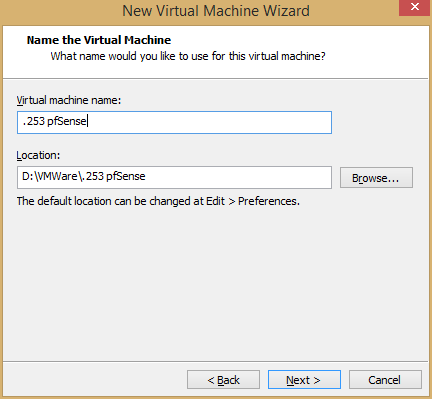 New Virtual Machine Wizard
Name the Virtual Machine
What name would you like to use for this virtual machine?
Virtual machine name:
.253 pfSense
Location:
D:\VMWare\.253 pfSense
Browse...
The default location can be changed at Edit > Preferences.
< Back
Next >
Cancel